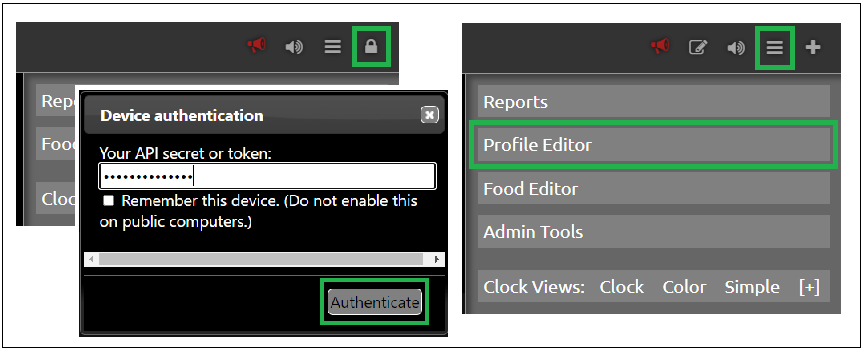 Repo
Food
Cloc
Device authentication
Your API secret or token:
••••••••••••••
Remember this device. (Do not enable this
on public computers.)
Authenticate
Reports
Profile Editor
Food Editor
Admin Tools
Clock Views: Clock Color Simple [+]